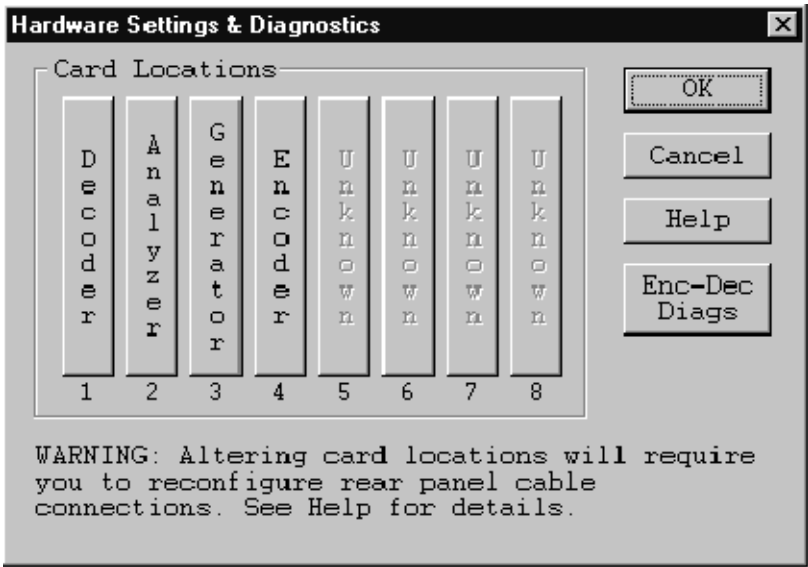 Hardware Settings & Diagnostics
Card Locations
Decoder
Analyzer
Generator
Encoder
Unknown
Unknown
Unknown
Unknown
1 2 3 4 5 6 7 8
OK
Cancel
Help
Enc-Dec
Diags
WARNING: Altering card locations will require
you to reconfigure rear panel cable
connections. See Help for details.